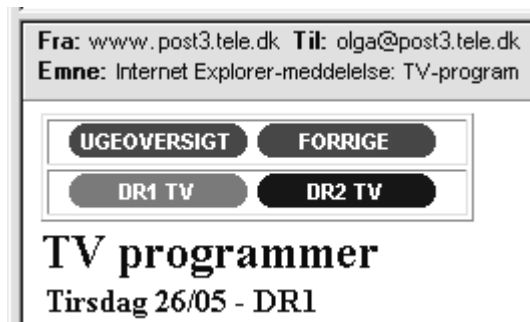 Fra: www.post3.tele.dk Til: olga@post3.tele.dk
Emne: Internet Explorer-meddelelse: TV-program
UGEOVERSIGT FORRIGE
DR1 TV DR2 TV
TV programmer
Tirsdag 26/05 - DR1